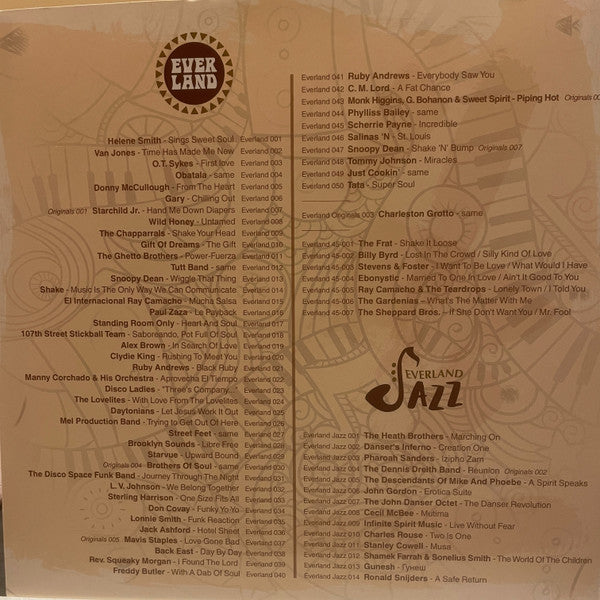 EVER
LAND
Helene Smith - Sings Sweet Soul Everland 001
Van Jones - Time Has Made Me New Everland 002
O.T. Sykes - First love Everland 003
Obatala - same Everland 004
Donny McCullough - From The Heart Everland 005
Gary - Chilling Out Everland 006
Originals 001 Starchild Jr. - Hand Me Down Diapers Everland 007
Wild Honey - Untamed Everland 008
The Chapparrals - Shake Your Head Everland 009
Gift Of Dreams - The Gift Everland 010
The Ghetto Brothers - Power-Fuerza Everland 011
Tutt Band - same Everland 012
Snoopy Dean - Wiggle That Thing Everland 013
Shake - Music Is The Only Way We Can Communicate Everland 014
El Internacional Ray Camacho - Mucha Salsa Everland 015
Paul Zaza - Le Payback Everland 016
Standing Room Only - Heart And Soul Everland 017
107th Street Stickball Team - Saboreando, Pot Full Of Soul Everland 018
Alex Brown - In Search Of Love Everland 019
Clydie King - Rushing To Meet You Everland 020
Ruby Andrews - Black Ruby Everland 021
Manny Corchado & His Orchestra - Aprovecha El Tiempo Everland 022
Disco Ladies - "Three's Company..." Everland 023
The Lovelites - With Love From The Lovelites Everland 024
Daytonians - Let Jesus Work It Out Everland 025
Mel Production Band - Trying to Get Out Of Here Everland 026
Street Feet - same Everland 027
Brooklyn Sounds - Libre Free Everland 028
Starvue - Upward Bound Everland 029
Originals 004 Brothers Of Soul - same Everland 030
The Disco Space Funk Band - Journey Through The Night Everland 031
L. V. Johnson - We Belong Together Everland 032
Sterling Harrison - One Size Fits All Everland 033
Don Covay - Funky Yo Yo Everland 034
Lonnie Smith - Funk Reaction Everland 035
Jack Ashford - Hotel Sheet Everland 036
Originals 005 Mavis Staples - Love Gone Bad Everland 037
Back East - Day By Day Everland 038
Rev. Squeaky Morgan - I Found The Lord Everland 039
Freddy Butler - With A Dab Of Soul Everland 040
Everland 041 Ruby Andrews - Everybody Saw You
Everland 042 C. M. Lord - A Fat Chance
Everland 043 Monk Higgins, G. Bohanon & Sweet Spirit - Piping Hot Originals
Everland 044 Phylliss Bailey - same
Everland 045 Scherrie Payne - Incredible
Everland 046 Salinas 'N - St. Louis
Everland 047 Snoopy Dean - Shake 'N' Bump Originals 007
Everland 048 Tommy Johnson - Miracles
Everland 049 Just Cookin' - same
Everland 050 Tata - Super Soul
Everland Originals 003 Charleston Grotto - same
Everland 45-001 The Frat - Shake It Loose
Everland 45-002 Billy Byrd - Lost In The Crowd / Silly Kind Of Love
Everland 45-003 Stevens & Foster - I Want To Be Love / What Would I Have
Everland 45-004 Ebonystic - Married To One In Love / Ain't It Good To You
Everland 45-005 Ray Camacho & The Teardrops - Lonely Town / I Told You
Everland 45-006 The Gardenias - What's The Matter With Me
Everland 45-007 The Sheppard Bros. - If She Don't Want You / Mr. Fool
EVERLAND
JAZZ
Everland Jazz 001 The Heath Brothers - Marching On
Everland Jazz 002 Danser's Inferno - Creation One
Everland Jazz 003 Pharoah Sanders - Izipho Zam
Everland Jazz 004 The Dennis Dreith Band - Reunion Originals 002
Everland Jazz 005 The Descendants Of Mike And Phoebe - A Spirit Speaks
Everland Jazz 006 John Gordon - Erotica Suite
Everland Jazz 007 The John Danser Octet - The Danser Revolution
Everland Jazz 008 Cecil McBee - Mutima
Everland Jazz 009 Infinite Spirit Music - Live Without Fear
Everland Jazz 010 Charles Rouse - Two Is One
Everland Jazz 011 Stanley Cowell - Musa
Everland Jazz 012 Shamek Farrah & Sonelius Smith - The World Of The Children
Everland Jazz 013 Gunesh - Гунеш
Everland Jazz 014 Ronald Snijders - A Safe Return